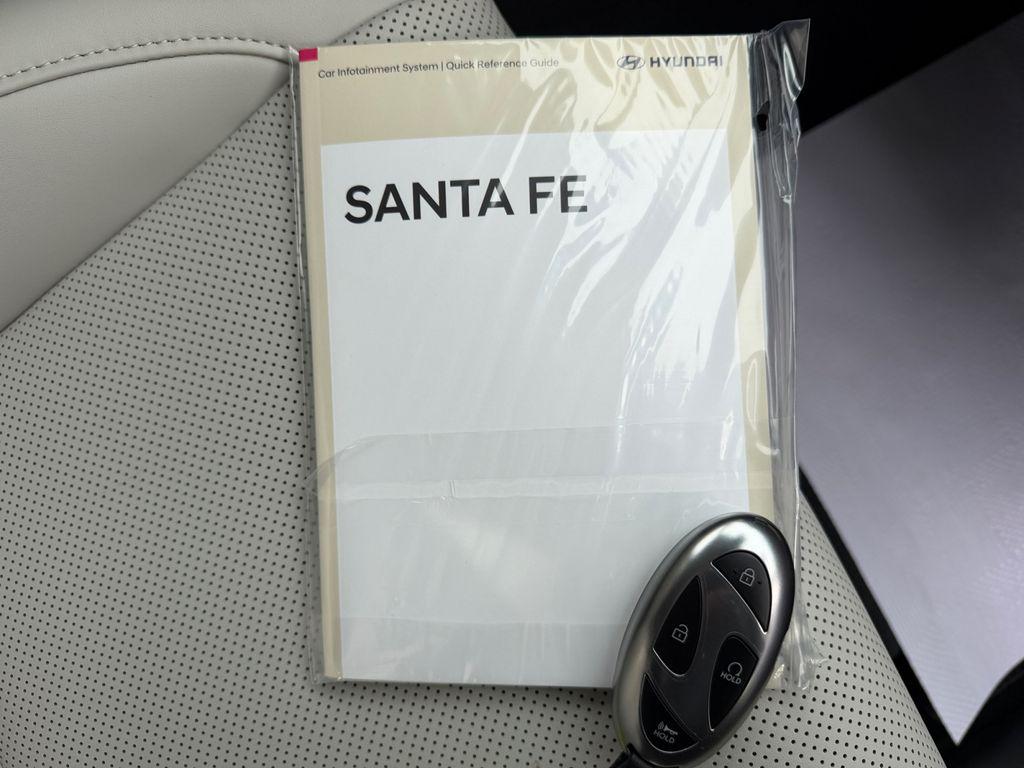 Car Infotainment System | Quick Reference Guide
HYUNDAI
SANTA FE
HOLD
HOLD